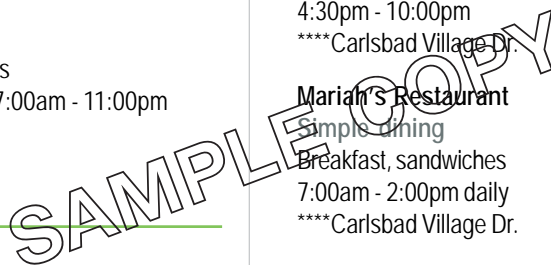 s
7:00am - 11:00pm
4:30pm - 10:00pm
****Carlsbad Village Dr.
Mariah's Restaurant
Simple dining
Breakfast, sandwiches
7:00am - 2:00pm daily
****Carlsbad Village Dr.
SAMPLE COPY